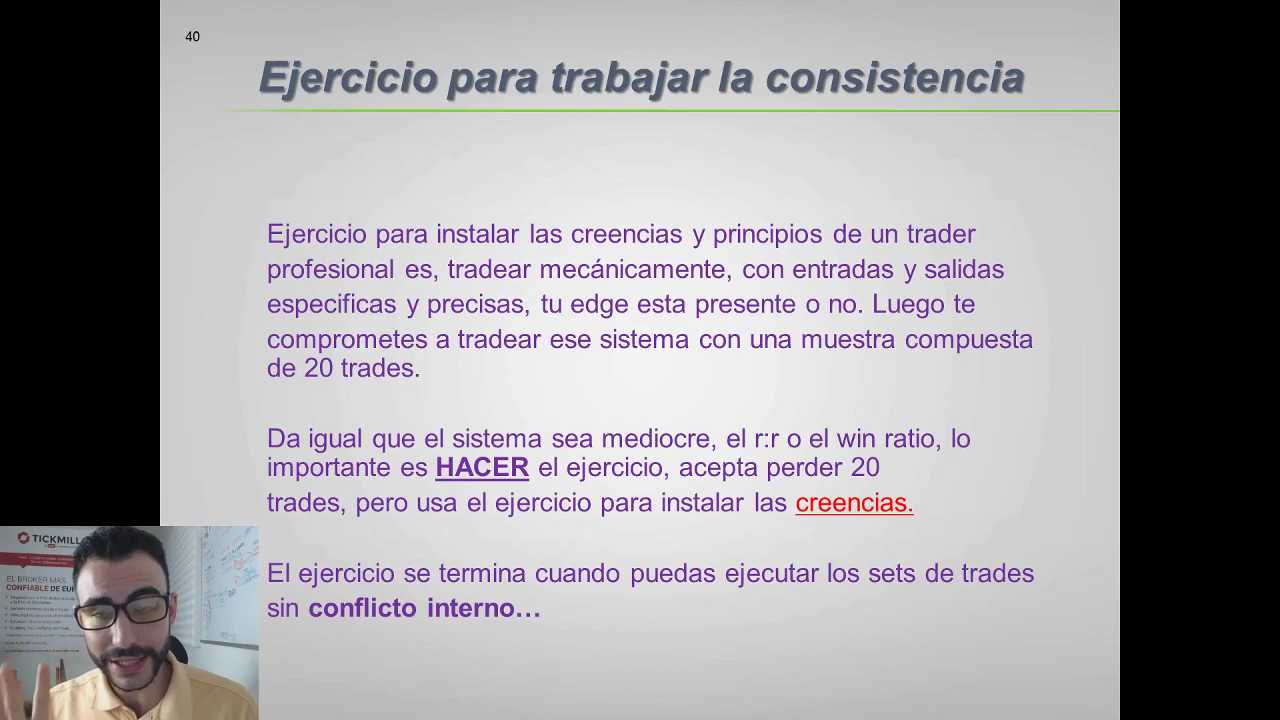 40
Ejercicio para trabajar la consistencia
Ejercicio para instalar las creencias y principios de un trader
profesional es, tradear mecánicamente, con entradas y salidas
especificas y precisas, tu edge esta presente o no. Luego te
comprometes a tradear ese sistema con una muestra compuesta
de 20 trades.
Da igual que el sistema sea mediocre, el r:r o el win ratio, lo
importante es HACER el ejercicio, acepta perder 20
trades, pero usa el ejercicio para instalar las creencias.
El ejercicio se termina cuando puedas ejecutar los sets de trades
sin conflicto interno…
TICKMILL
EL BROKER MÁS
CONFIABLE DE